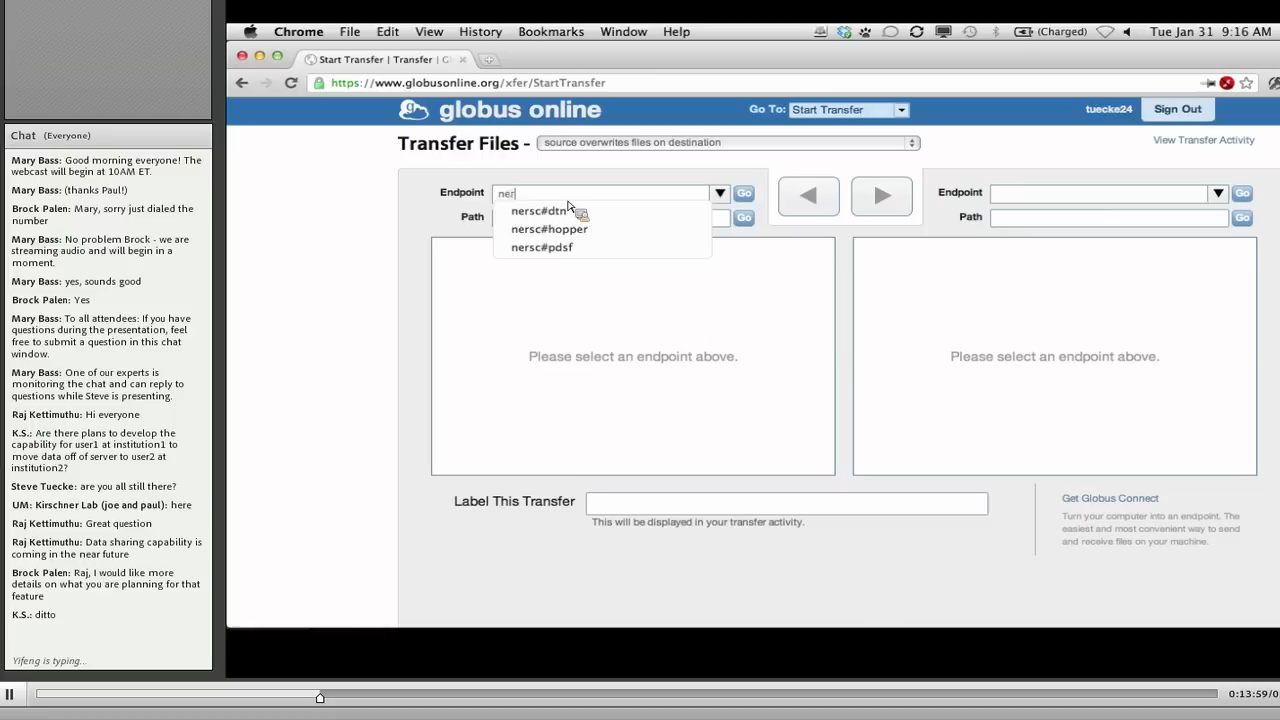 Chat (Everyone)
Mary Bass: Good morning everyone! The
webcast will begin at 10AM ET.
Mary Bass: (thanks Paul!)
Brock Palen: Mary, sorry just dialed the
number
Mary Bass: No problem Brock - we are
streaming audio and will begin in a
moment.
Mary Bass: yes, sounds good
Brock Palen: Yes
Mary Bass: To all attendees: If you have
questions during the presentation, feel
free to submit a question in this chat
window.
Mary Bass: One of our experts is
monitoring the chat and can reply to
questions while Steve is presenting.
Raj Kettimuthu: Hi everyone
K.S.: Are there plans to develop the
capability for user1 at institution1 to
move data off of server to user2 at
institution2?
Steve Tuecke: are you all still there?
UM: Kirschner Lab (joe and paul): here
Raj Kettimuthu: Great question
Raj Kettimuthu: Data sharing capability is
coming in the near future
Brock Palen: Raj, I would like more
details on what you are planning for that
feature
K.S.: ditto
Yifeng is typing...
Chrome File Edit View History Bookmarks Window Help (Charged) Tue Jan 31 9:16 AM
Start Transfer | Transfer | G
https://www.globusonline.org/xfer/StartTransfer
globus online Go To: Start Transfer tuecke24 Sign Out
Transfer Files - source overwrites files on destination View Transfer Activity
Endpoint ner Go Endpoint Go
nersc#dtn
Path Go Path Go
nersc#hopper
nersc#pdsf
Please select an endpoint above. Please select an endpoint above.
Label This Transfer
This will be displayed in your transfer activity.
Get Globus Connect
Turn your computer into an endpoint. The
easiest and most convenient way to send
and receive files on your machine.
0:13:59/0